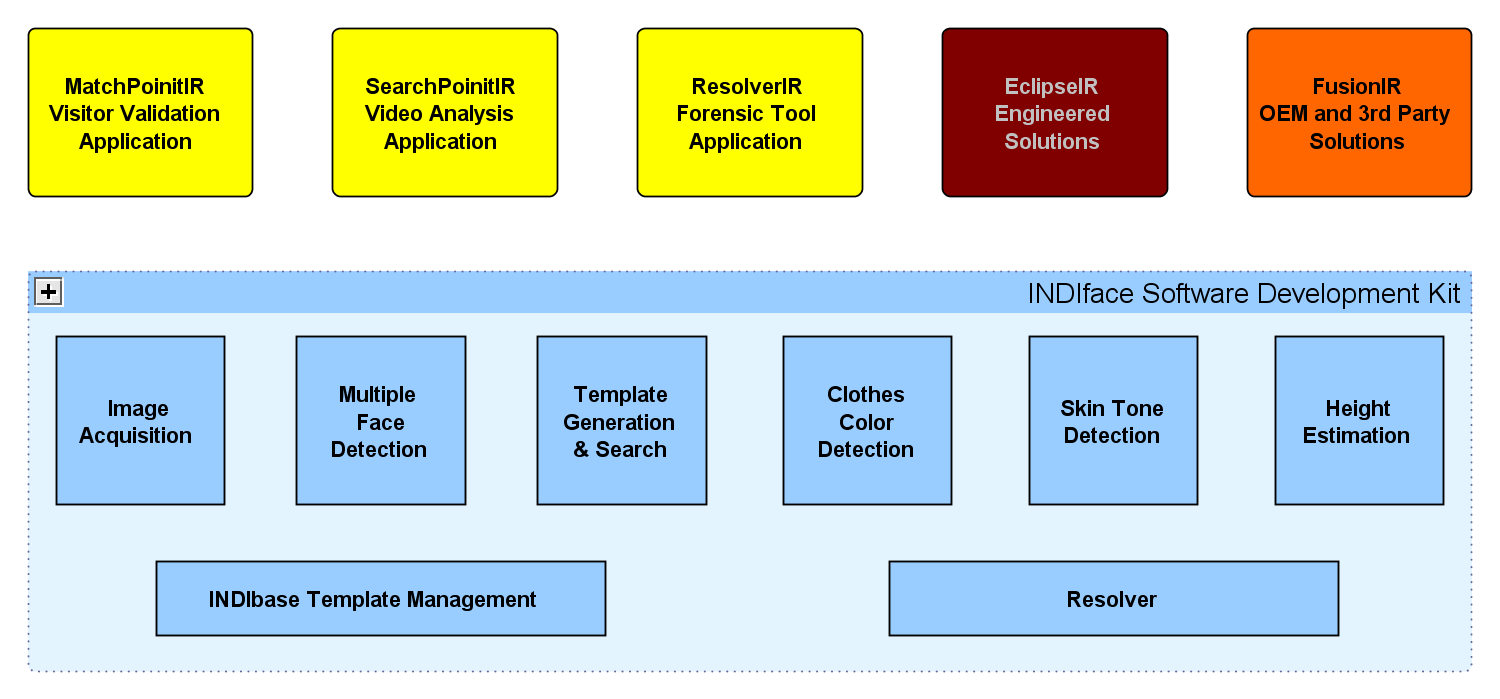 MatchPoinitIR
Visitor Validation
Application
SearchPoinitIR
Video Analysis
Application
ResolverIR
Forensic Tool
Application
EclipseIR
Engineered
Solutions
FusionIR
OEM and 3rd Party
Solutions
INDIface Software Development Kit
Image
Acquisition
Multiple
Face
Detection
Template
Generation
& Search
Clothes
Color
Detection
Skin Tone
Detection
Height
Estimation
INDIbase Template Management
Resolver